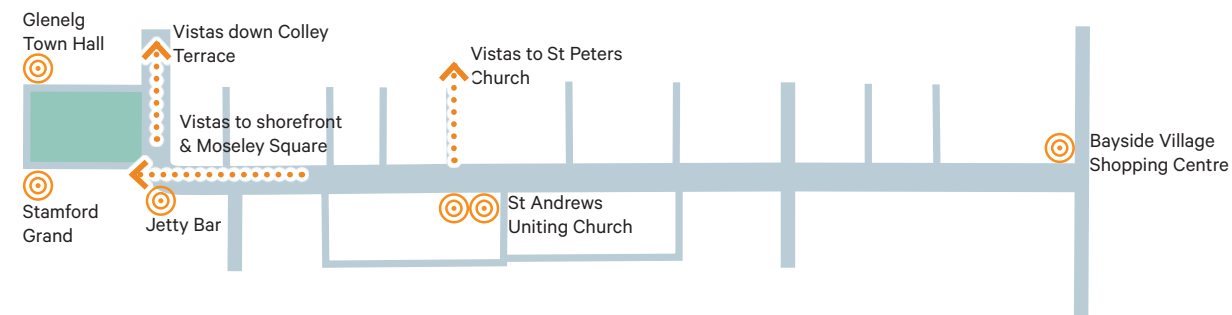 Glenelg
Town Hall
Vistas down Colley
Terrace
Vistas to St Peters
Church
Vistas to shorefront
& Moseley Square
Bayside Village
Shopping Centre
Stamford
Grand
Jetty Bar
St Andrews
Uniting Church